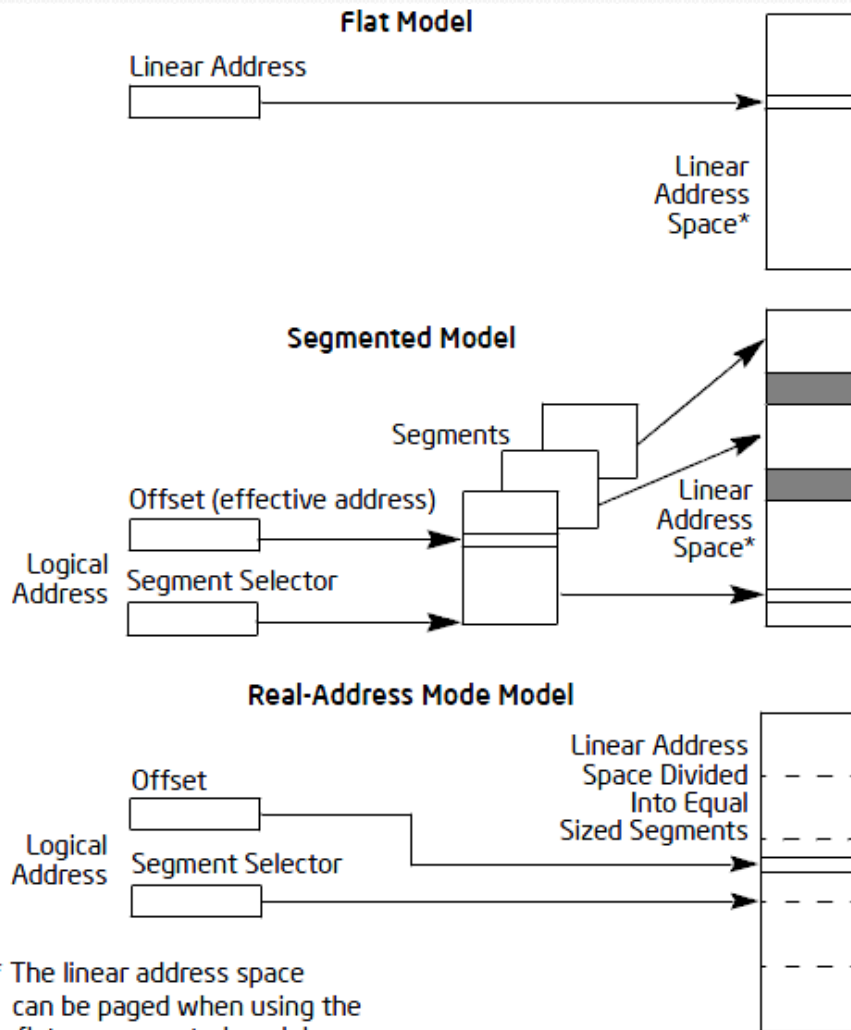 Flat Model
Linear Address
Linear
Address
Space*
Segmented Model
Segments
Offset (effective address)
Linear
Address
Space*
Logical
Address
Segment Selector
Real-Address Mode Model
Linear Address
Space Divided
Into Equal
Sized Segments
Offset
Logical
Address
Segment Selector
* The linear address space
can be paged when using the